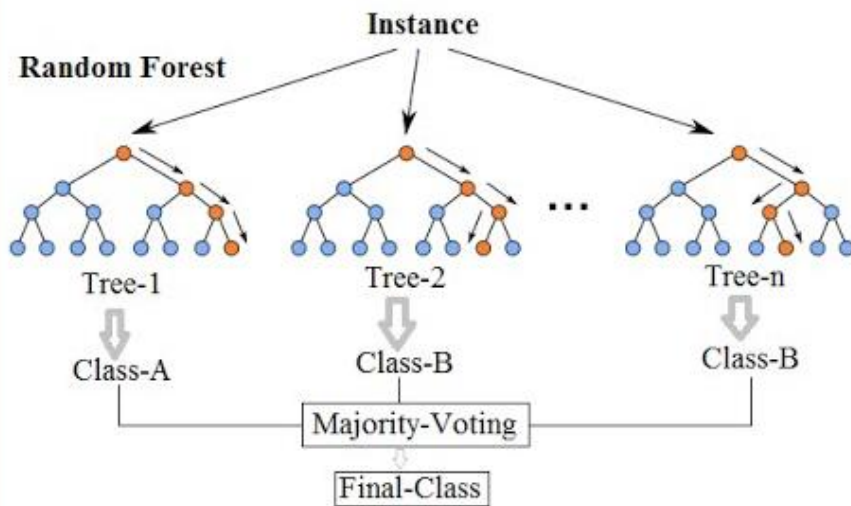 Instance
Random Forest
...
Tree-1
Tree-2
Tree-n
Class-A
Class-B
Class-B
Majority-Voting
Final-Class